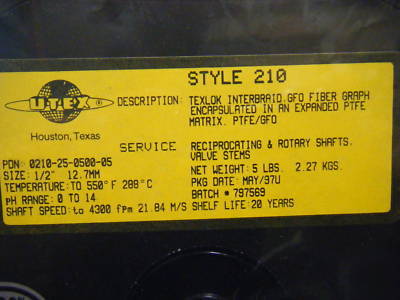 STYLE 210
UTEX ®
Houston, Texas
DESCRIPTION: TEXLOK INTERBRAID.GFO FIBER GRAPH
ENCAPSULATED IN AN EXPANDED PTFE
MATRIX. PTFE/GFO
SERVICE RECIPROCATING & ROTARY SHAFTS,
VALVE STEMS
PDN: 0210-25-0500-05
SIZE: 1/2" 12.7MM
NET WEIGHT: 5 LBS. 2.27 KGS.
TEMPERATURE: TO 550°F 288°C
PKG DATE: MAY/97U
pH RANGE: 0 TO 14
BATCH # 797569
SHAFT SPEED: to 4300 fpm 21.84 M/S SHELF LIFE: 20 YEARS